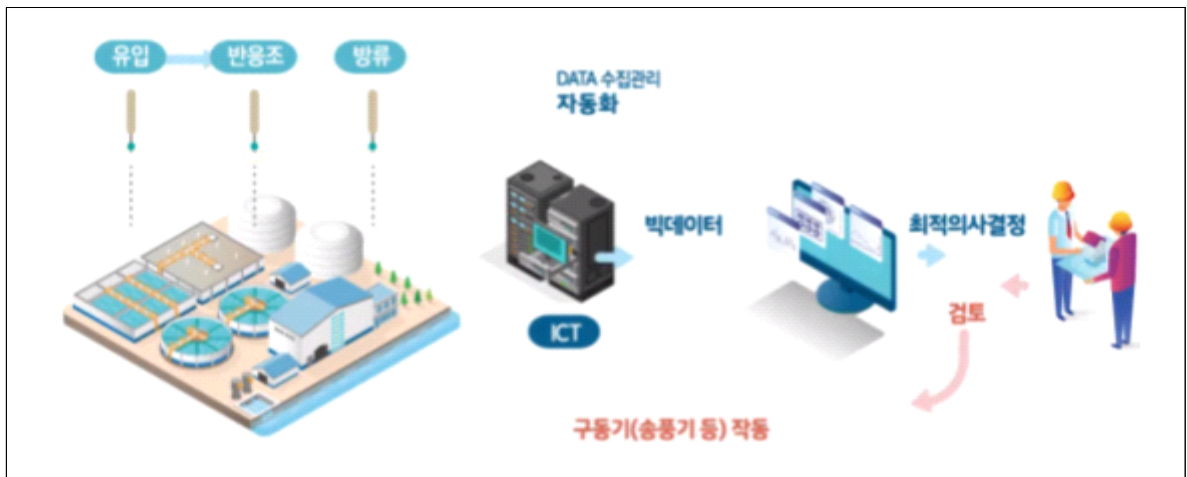 유입
반응조
방류
DATA 수집관리
자동화
빅데이터
최적의사결정
검토
ICT
구동기(송풍기 등) 작동